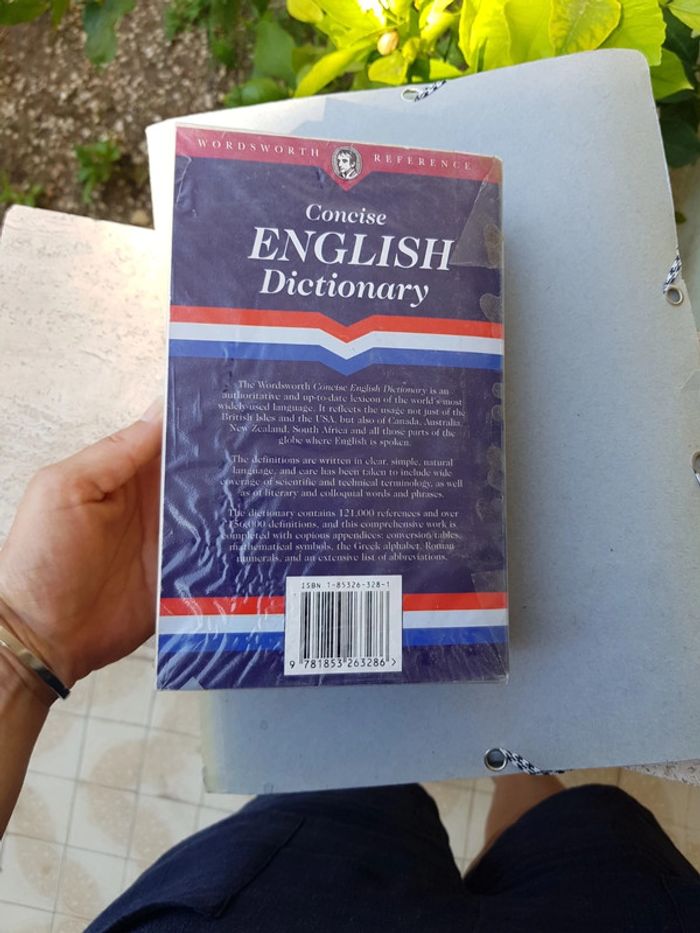 WORDSWORTH REFERENCE
Concise
ENGLISH
Dictionary
The Wordsworth Concise English Dictionary is an
authoritative and up-to-date lexicon of the world's most
widely-used language. It reflects the usage not just of the
British Isles and the USA, but also of Canada, Australia,
New Zealand, South Africa and all those parts of the
globe where English is spoken.
The definitions are written in clear, simple, natural
language, and care has been taken to include wide
coverage of scientific and technical terminology, as well
as of literary and colloquial words and phrases.
The dictionary contains 121,000 references and over
156,000 definitions, and this comprehensive work is
completed with copious appendices: conversion tables,
mathematical symbols, the Greek alphabet, Roman
numerals, and an extensive list of abbreviations.
ISBN 1-85326-328-1
9 781853 263286 >